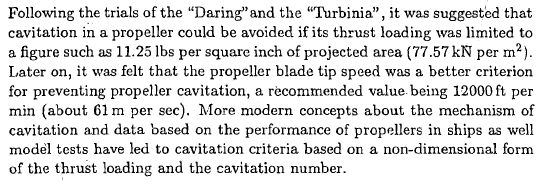 Following the trials of the “Daring”and the “Turbinia”, it was suggested that
cavitation in a propeller could be avoided if its thrust loading was limited to
a figure such as 11.25 lbs per square inch of projected area (77.57 kN per m²).
Later on, it was felt that the propeller blade tip speed was a better criterion
for preventing propeller cavitation, a recommended value being 12000 ft per
min (about 61 m per sec). More modern concepts about the mechanism of
cavitation and data based on the performance of propellers in ships as well
model tests have led to cavitation criteria based on a non-dimensional form
of the thrust loading and the cavitation number.